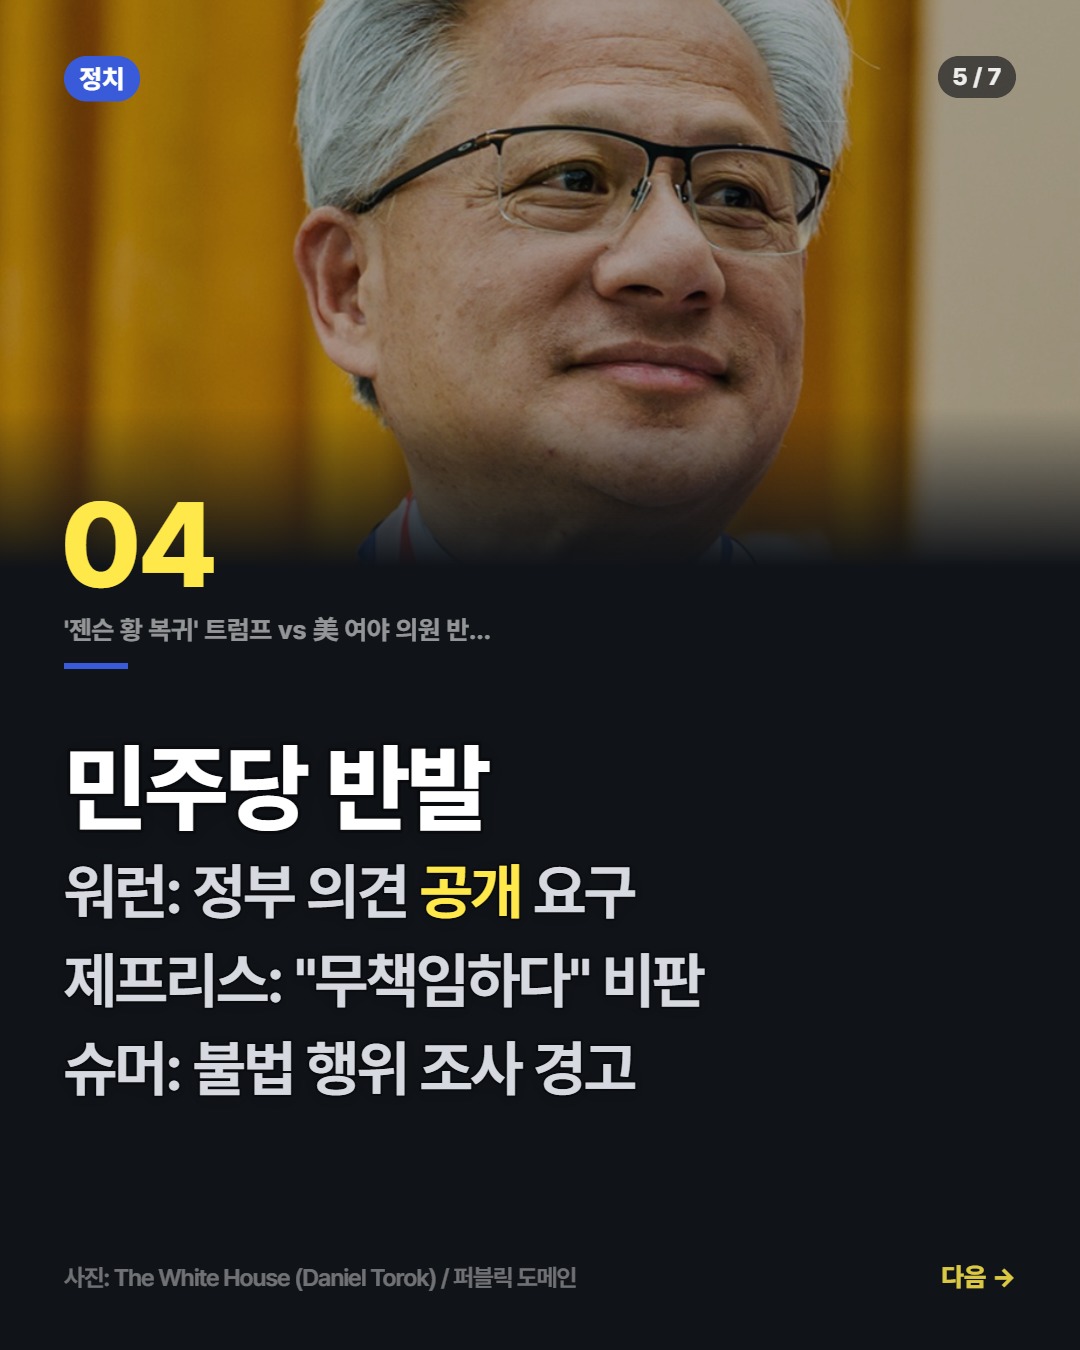 정치
5 / 7
04
'젠슨 황 복귀' 트럼프 vs 美 여야 의원 반...
민주당 반발
워런: 정부 의견 공개 요구
제프리스: "무책임하다" 비판
슈머: 불법 행위 조사 경고
사진: The White House (Daniel Torok) / 퍼블릭 도메인
다음 →